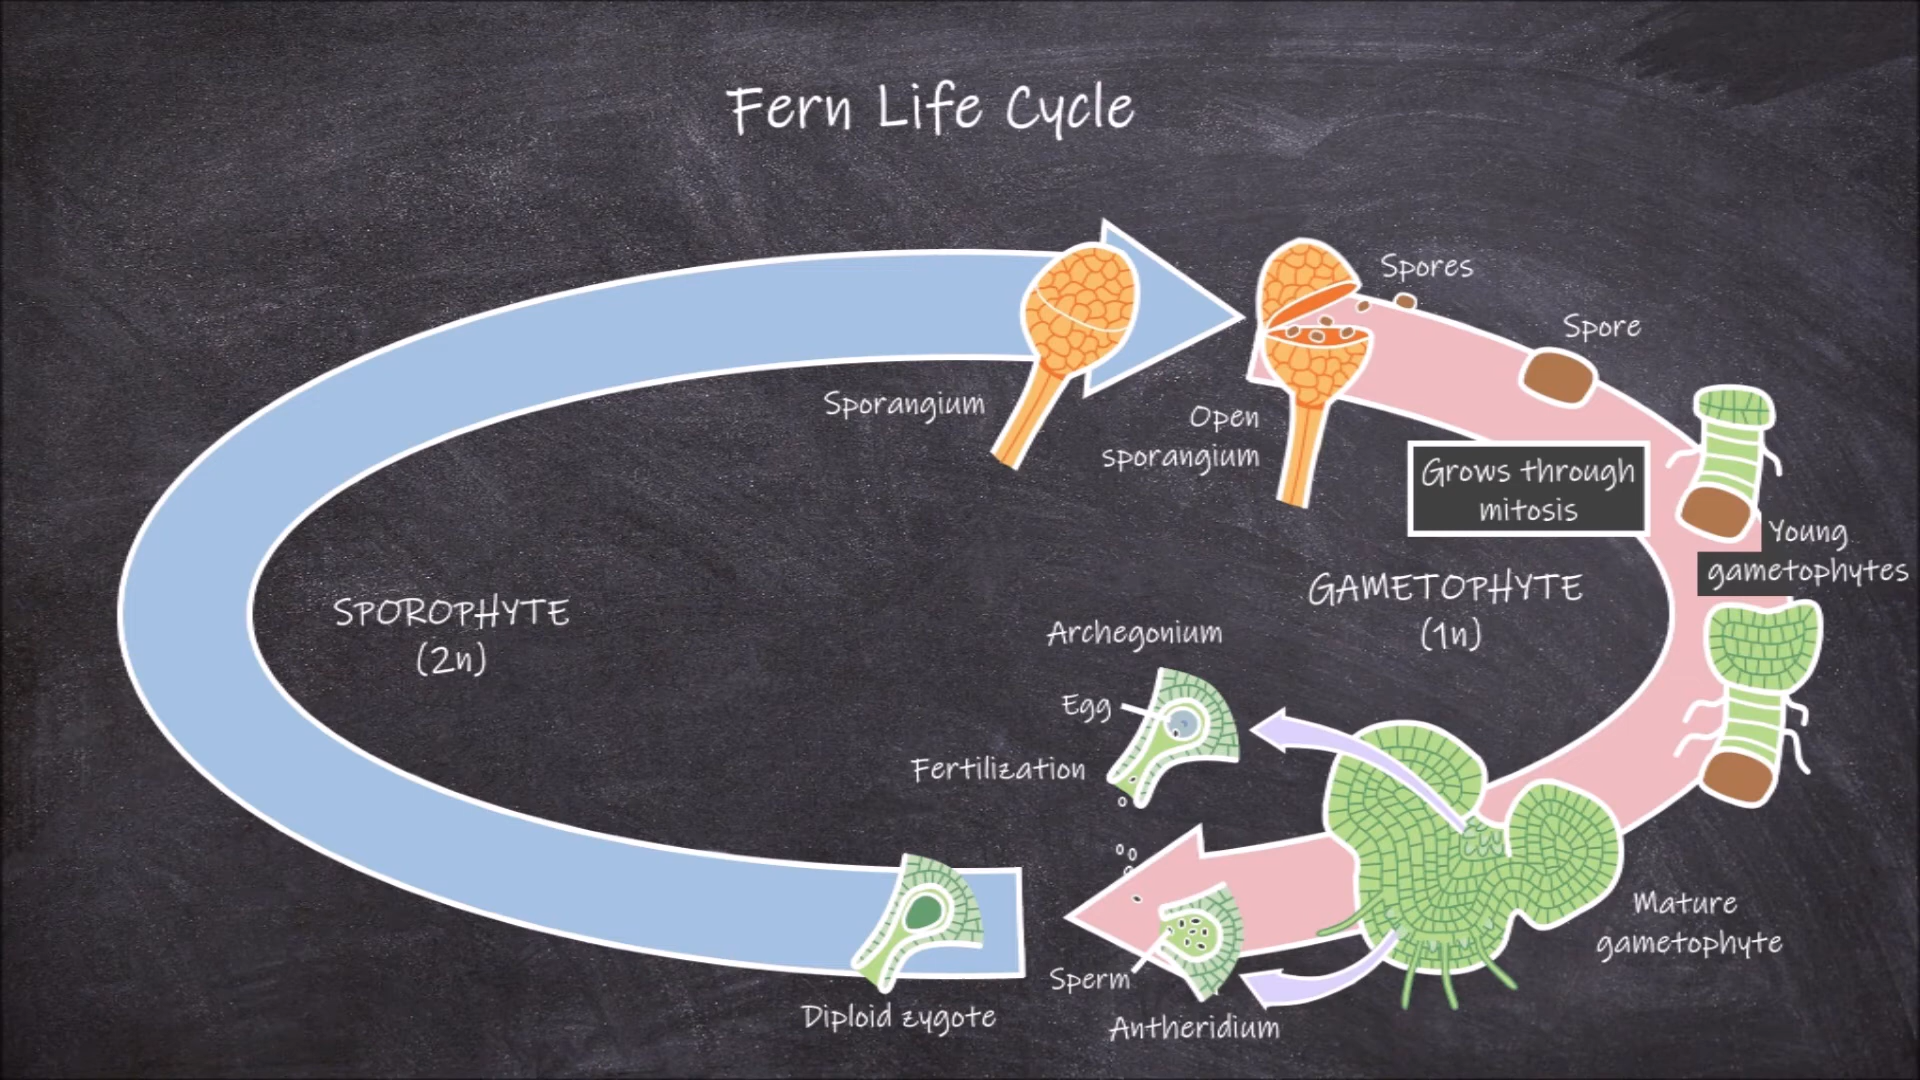 Fern Life Cycle
Spores
Spore
Sporangium
Open
sporangium
Grows through
mitosis
Young
gametophytes
SPOROPHYTE
(2n)
GAMETOPHYTE
(1n)
Archegonium
Egg
Fertilization
Mature
gametophyte
Sperm
Diploid zygote
Antheridium